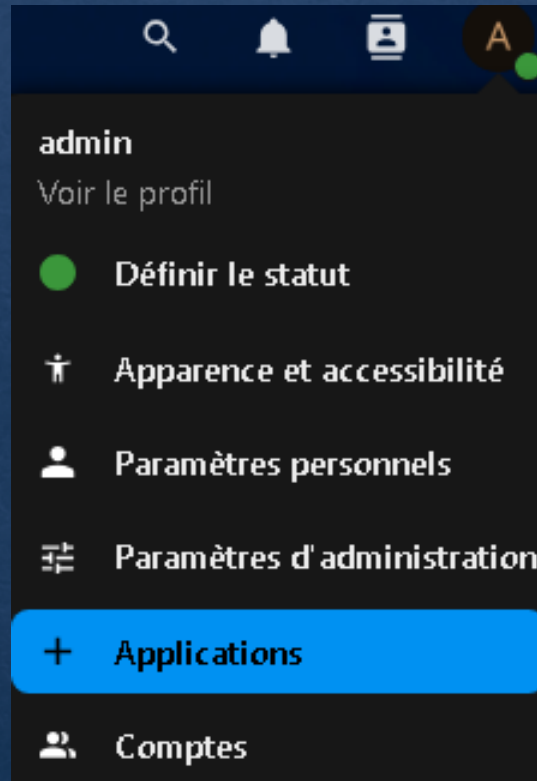 A
admin
Voir le profil
Définir le statut
Apparence et accessibilité
Paramètres personnels
Paramètres d'administration
Applications
Comptes